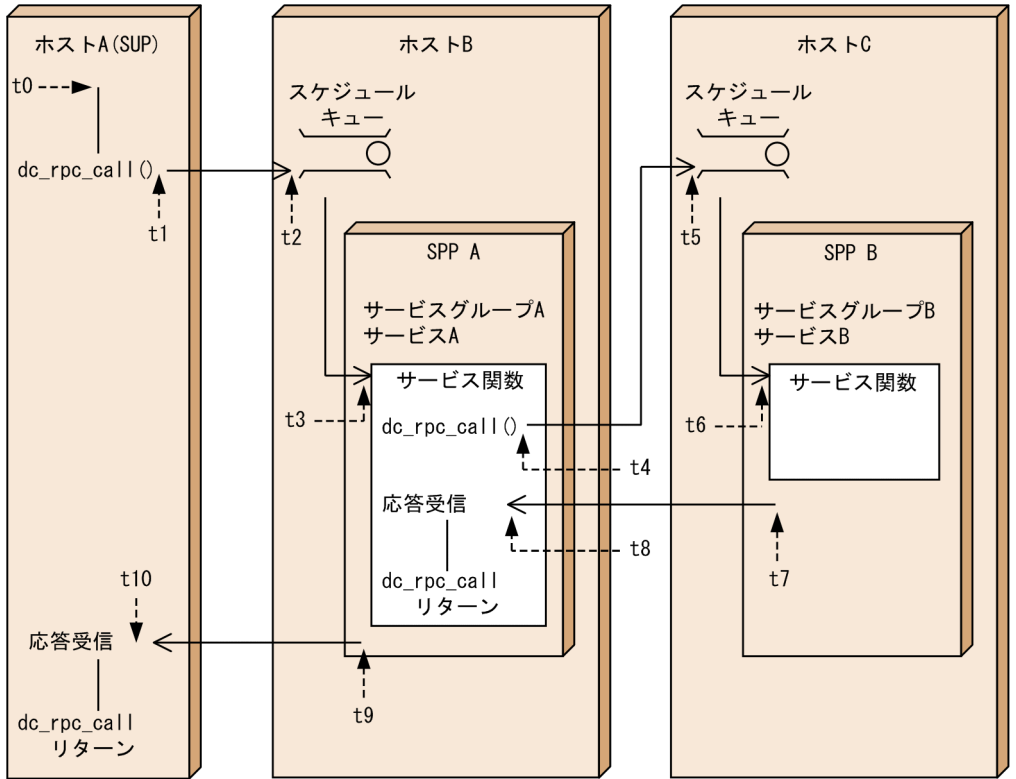 ホストA(SUP)
t0
dc_rpc_call()
t1
t10
応答受信
dc_rpc_call
リターン
ホストB
スケジュール
キュー
t2
SPP A
サービスグループA
サービスA
サービス関数
t3
dc_rpc_call()
t4
応答受信
t8
dc_rpc_call
リターン
t9
ホストC
スケジュール
キュー
t5
SPP B
サービスグループB
サービスB
サービス関数
t6
t7